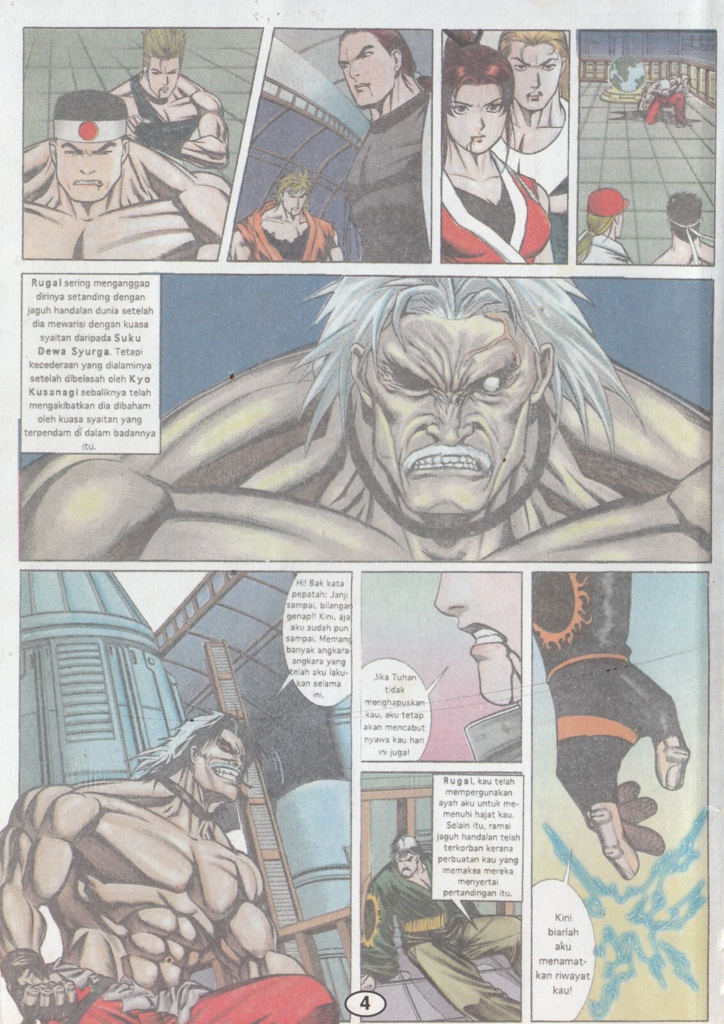 Rugal sering menganggap
dirinya setanding dengan
jaguh handalan dunia setelah
dia mewarisi dengan kuasa
syaitan daripada Suku
Dewa Syurga. Tetapi
kecederaan yang dialaminya
setelah dibelasah oleh Kyo
Kusanagi sebaliknya telah
mengakibatkan dia dibaham
oleh kuasa syaitan yang
terpendam di dalam badannya
itu.
Hi! Bak kata
pepatah: Janji
sampai, bilangan
genap!! Kini, ajal
aku sudah pun
sampai. Memang
banyak angkara-
angkara yang
telah aku laku-
kan selama
ini.
Jika Tuhan
tidak
menghapuskan
kau, aku tetap
akan mencabut
nyawa kau hari
ini juga!
Rugal, kau telah
mempergunakan
ayah aku untuk me-
menuhi hajat kau.
Selain itu, ramai
jaguh handalan telah
terkorban kerana
perbuatan kau yang
memaksa mereka
menyertai
pertandingan itu.
Kini
biarlah
aku
menamat-
kan riwayat
kau!
4